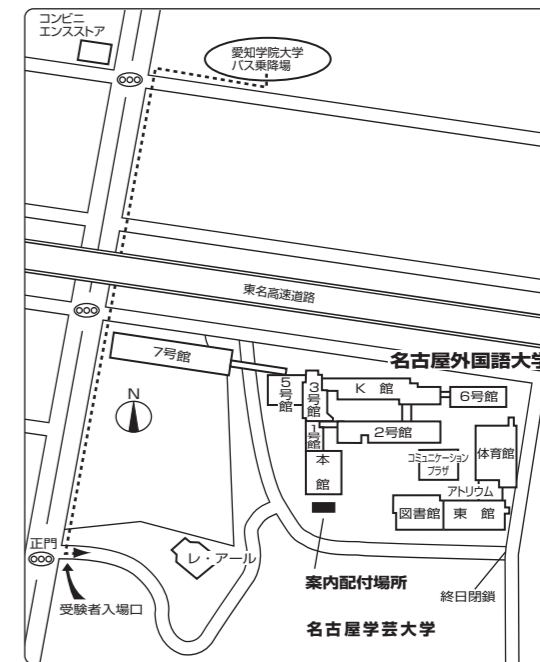 コンビニ
エンスストア
愛知学院大学
バス乗降場
東名高速道路
7号館
名古屋外国語大学
N
5号館
3号館
K 館
6号館
1号館
2号館
本館
コミュニケーション
プラザ
体育館
アトリウム
図書館
東 館
正門
レ・アール
受験者入場口
案内配付場所
終日閉鎖
名古屋学芸大学